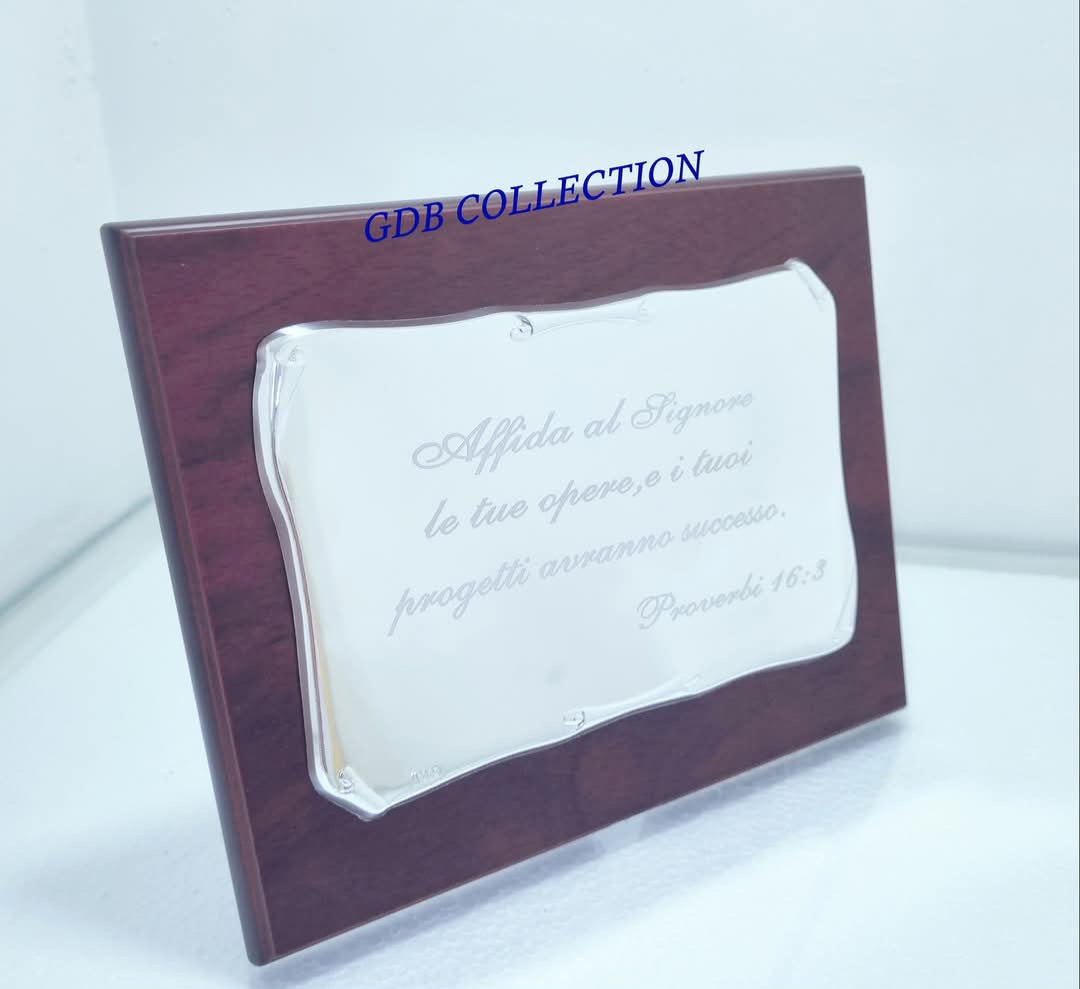 GDB COLLECTION
Affida al Signore
le tue opere,e i tuoi
progetti avranno successo.
Proverbi 16:3